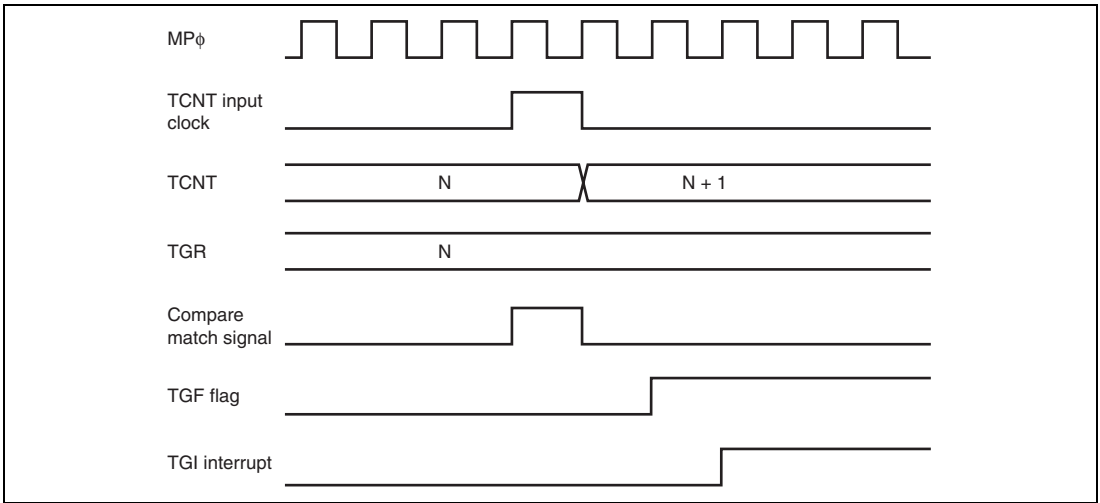 MPϕ
TCNT input
clock
TCNT
N
N + 1
TGR
N
Compare
match signal
TGF flag
TGI interrupt